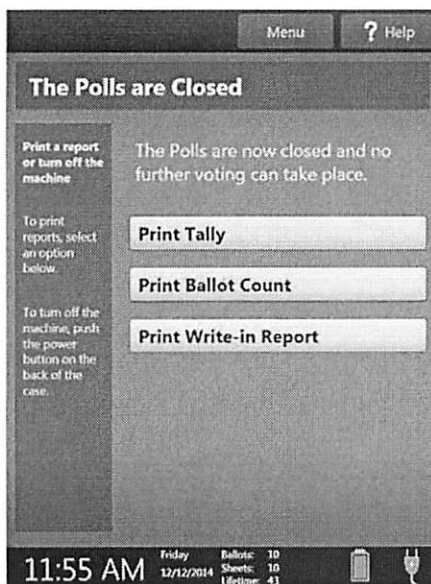 Menu
? Help
The Polls are Closed
Print a report
or turn off the
machine
To print
reports, select
an option
below.
To turn off the
machine, push
the power
button on the
back of the
case.
The Polls are now closed and no
further voting can take place.
Print Tally
Print Ballot Count
Print Write-in Report
11:55 AM
Friday
12/12/2014
Ballots: 10
Sheets: 10
Lifetime: 43